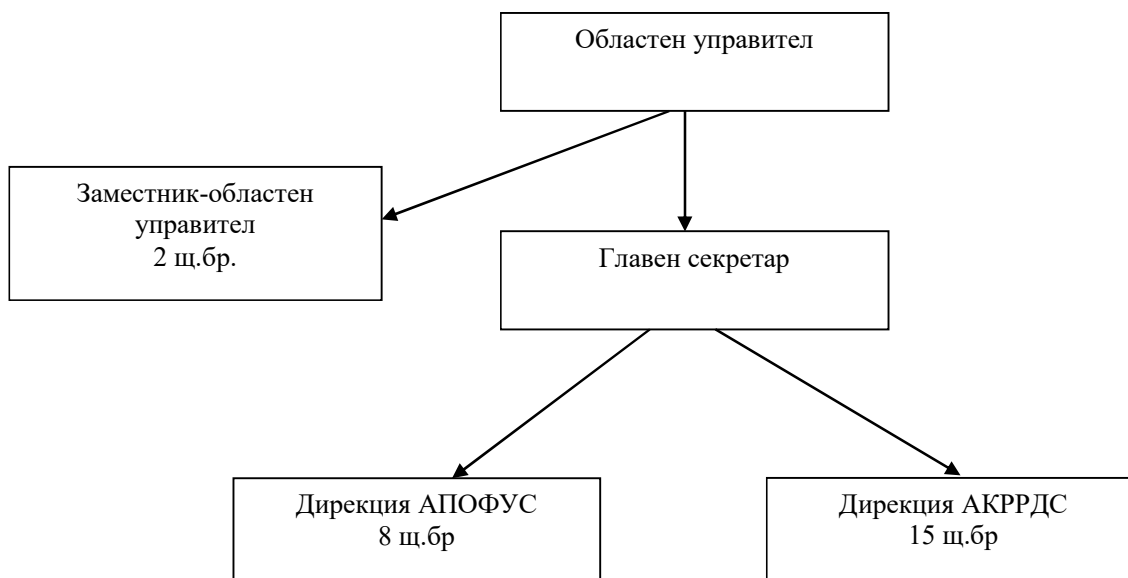 Областен управител
Заместник-областен
управител
2 щ.бр.
Главен секретар
Дирекция АПОФУС
8 щ.бр
Дирекция АКРРДС
15 щ.бр